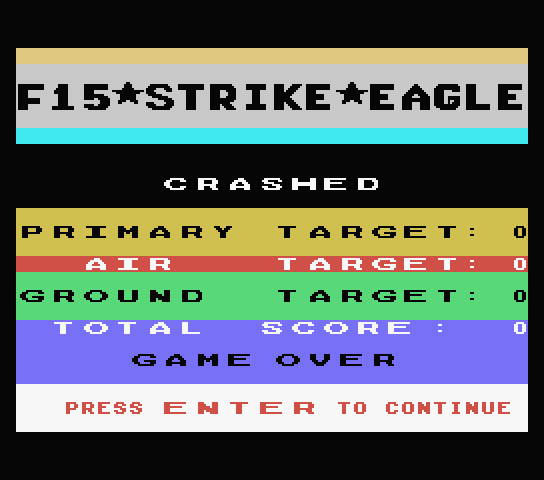 F15★STRIKE★EAGLE
CRASHED
PRIMARY TARGET: 0
AIR TARGET: 0
GROUND TARGET: 0
TOTAL SCORE : 0
GAME OVER
PRESS ENTER TO CONTINUE